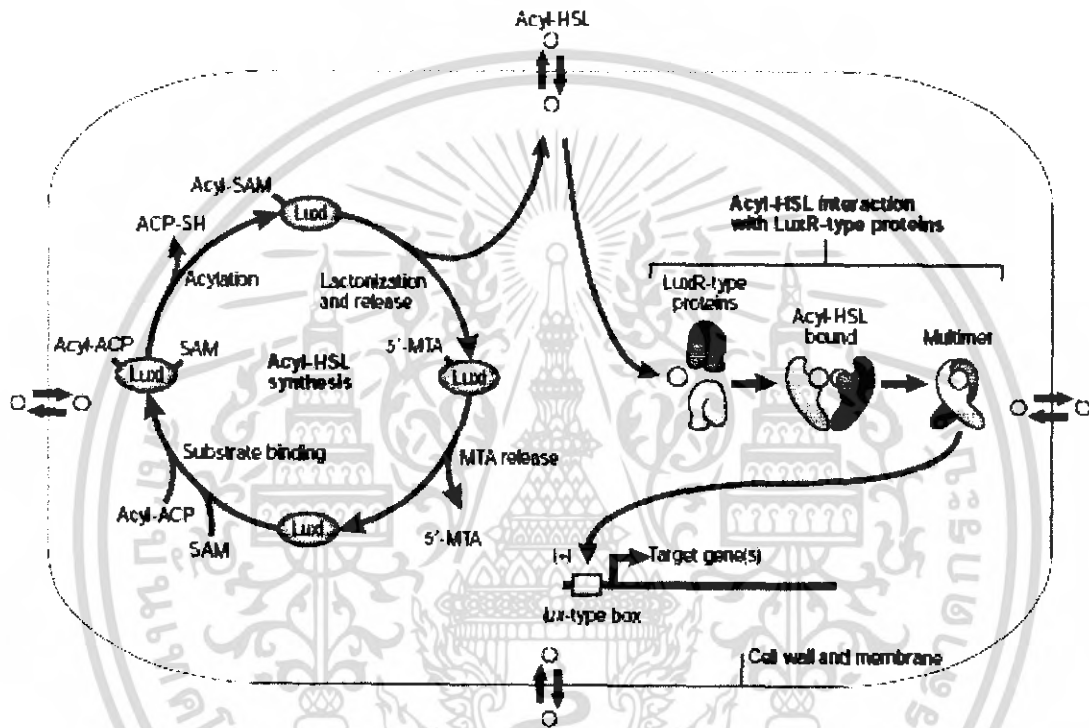 Acyl-HSL
Acyl-SAM
LuxI
ACP-SH
Acylation
Lactonization
and release
Acyl-HSL interaction
with LuxR-type proteins
LuxR-type
proteins
Acyl-HSL
bound
Multimer
Acyl-ACP
SAM
LuxI
Acyl-HSL
synthesis
5'-MTA
LuxI
Substrate binding
MTA release
Acyl-ACP
SAM
LuxI
5'-MTA
[+]
Target gene(s)
lux-type box
Cell wall and membrane